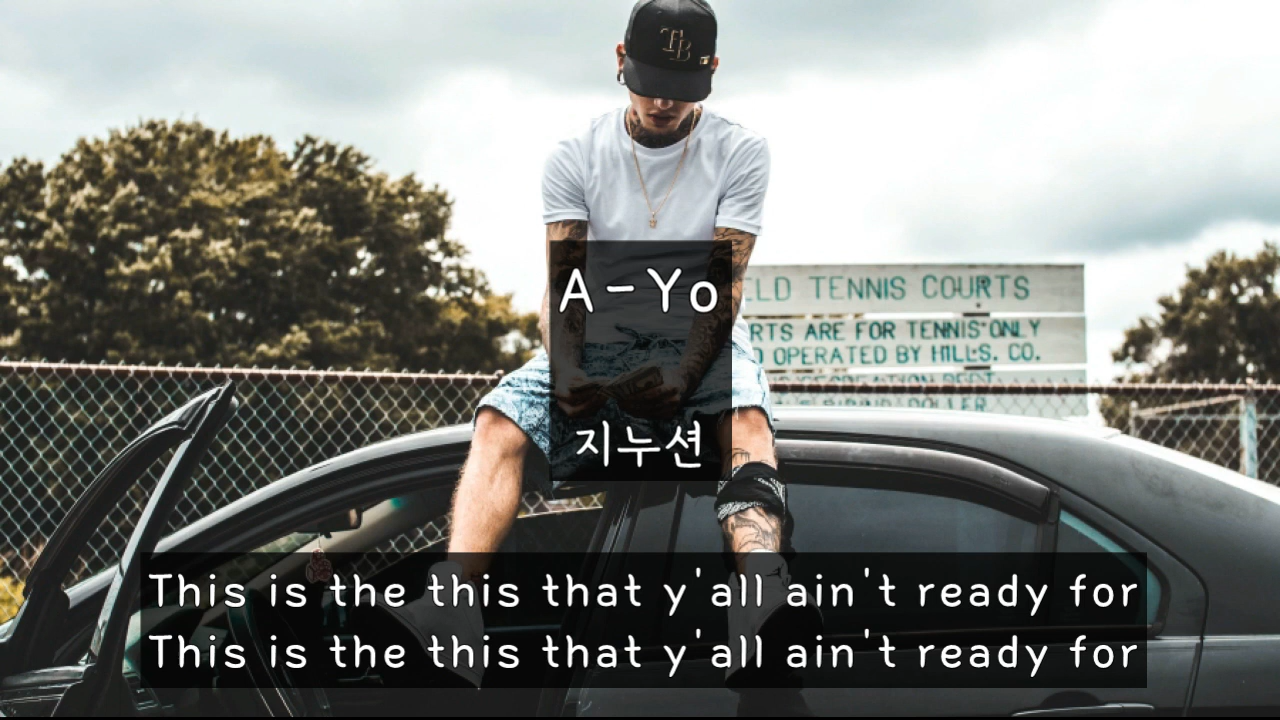 TB
A-Yo
ELD TENNIS COURTS
RTS ARE FOR TENNIS ONLY
D OPERATED BY HILLS. CO.
지누션
This is the this that y'all ain't ready for
This is the this that y'all ain't ready for